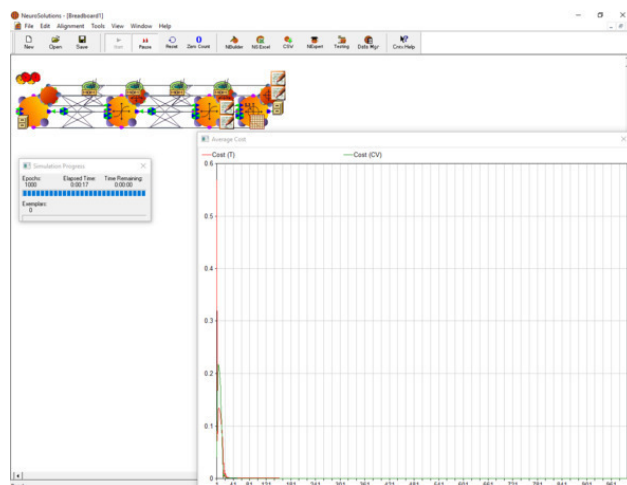 NeuroSolutions - [Breadboard1]
File Edit Alignment Tools View Window Help
New Open Save Pause Reset Zero Count NBuilder NS Excel CSW NExpert Testing Data Mgr Help
Average Cost
Cost (T) Cost (CV)
Simulation Progress
Epochs: Elapsed Time: Time Remaining:
1000 0:00:17 0:00:00
Exemplars:
0
0.6
0.5
0.4
0.3
0.2
0.1
0